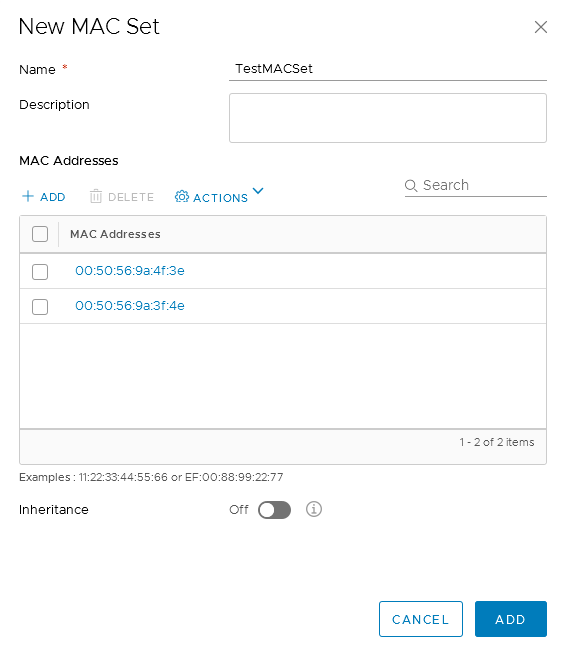 New MAC Set
Name * TestMACSet
Description
MAC Addresses
ADD DELETE ACTIONS Search
MAC Addresses
00:50:56:9a:4f:3e
00:50:56:9a:3f:4e
1 - 2 of 2 items
Examples : 11:22:33:44:55:66 or EF:00:88:99:22:77
Inheritance Off
CANCEL ADD